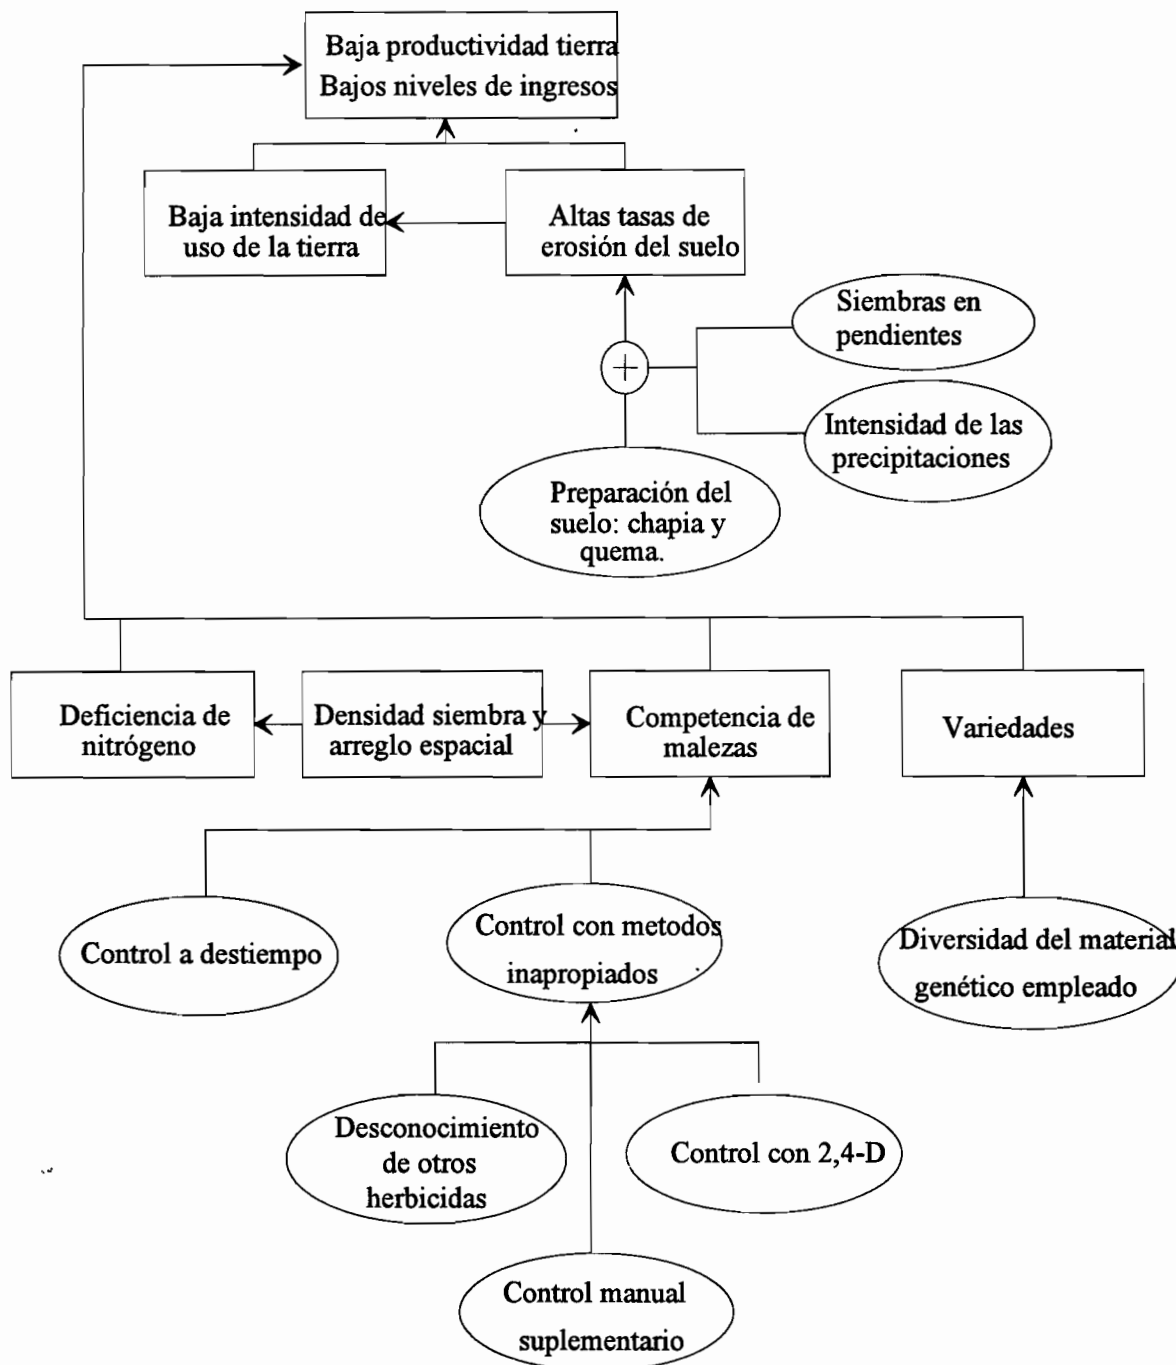 Baja productividad tierra
Bajos niveles de ingresos
Baja intensidad de
uso de la tierra
Altas tasas de
erosión del suelo
Siembras en
pendientes
+
Intensidad de las
precipitaciones
Preparación del
suelo: chapia y
quema.
Deficiencia de
nitrógeno
Densidad siembra y
arreglo espacial
Competencia de
malezas
Variedades
Control a destiempo
Control con metodos
inapropiados
Diversidad del material
genético empleado
Desconocimiento
de otros
herbicidas
Control con 2,4-D
Control manual
suplementario